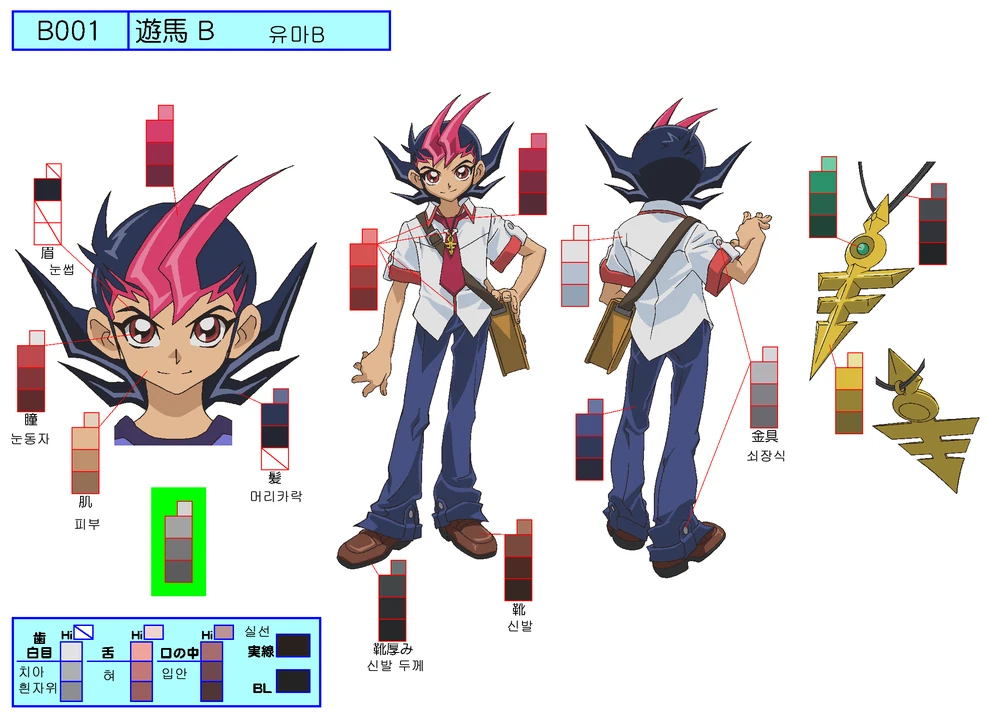 B001 遊馬 B 유마B
眉
눈썹
瞳
눈동자
肌
피부
髪
머리카락
金具
쇠장식
靴
신발
靴厚み
신발 두께
歯
白目
치아
흰자위
Hi
舌
혀
Hi
口の中
입안
Hi
실선
実線
BL